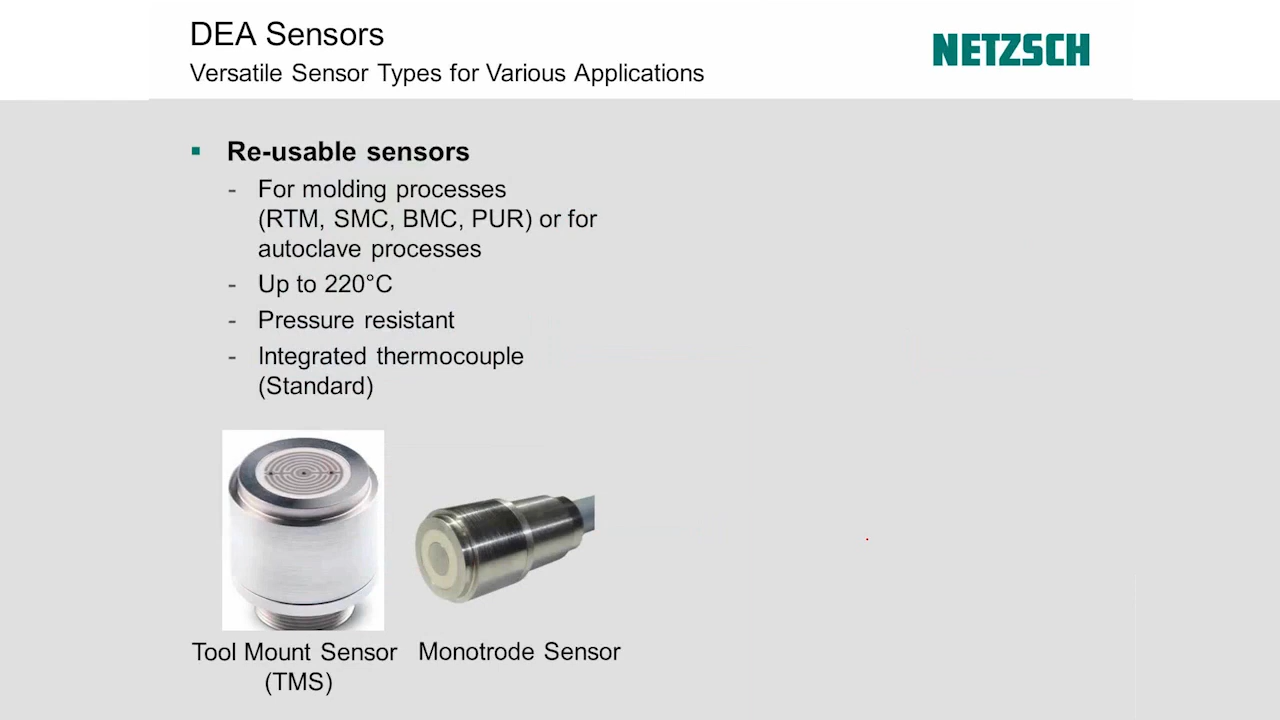 DEA Sensors
Versatile Sensor Types for Various Applications
NETZSCH
▪ Re-usable sensors
- For molding processes
(RTM, SMC, BMC, PUR) or for
autoclave processes
- Up to 220°C
- Pressure resistant
- Integrated thermocouple
(Standard)
Tool Mount Sensor
(TMS)
Monotrode Sensor